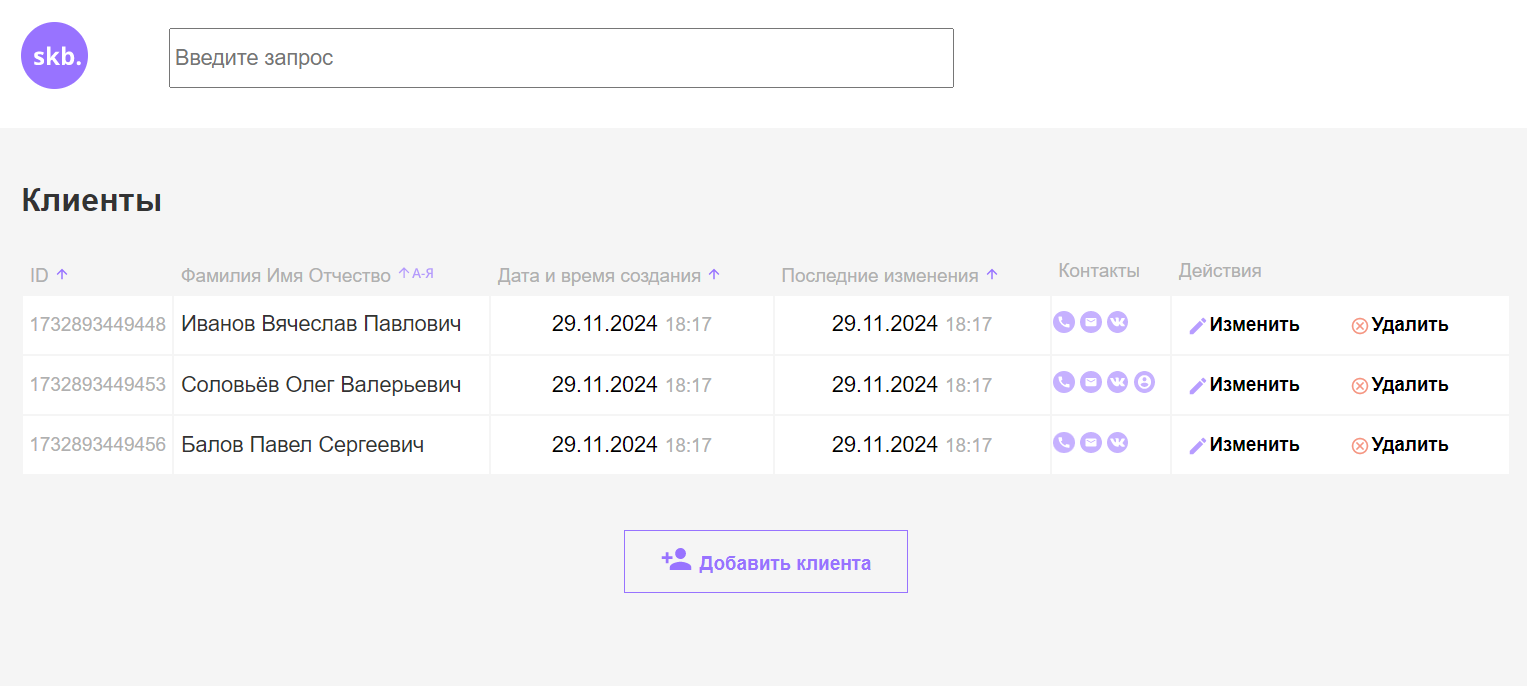 skb.
Введите запрос
Клиенты
ID Фамилия Имя Отчество А-Я Дата и время создания Последние изменения Контакты Действия
1732893449448 Иванов Вячеслав Павлович 29.11.2024 18:17 29.11.2024 18:17 Изменить Удалить
1732893449453 Соловьёв Олег Валерьевич 29.11.2024 18:17 29.11.2024 18:17 Изменить Удалить
1732893449456 Балов Павел Сергеевич 29.11.2024 18:17 29.11.2024 18:17 Изменить Удалить
Добавить клиента